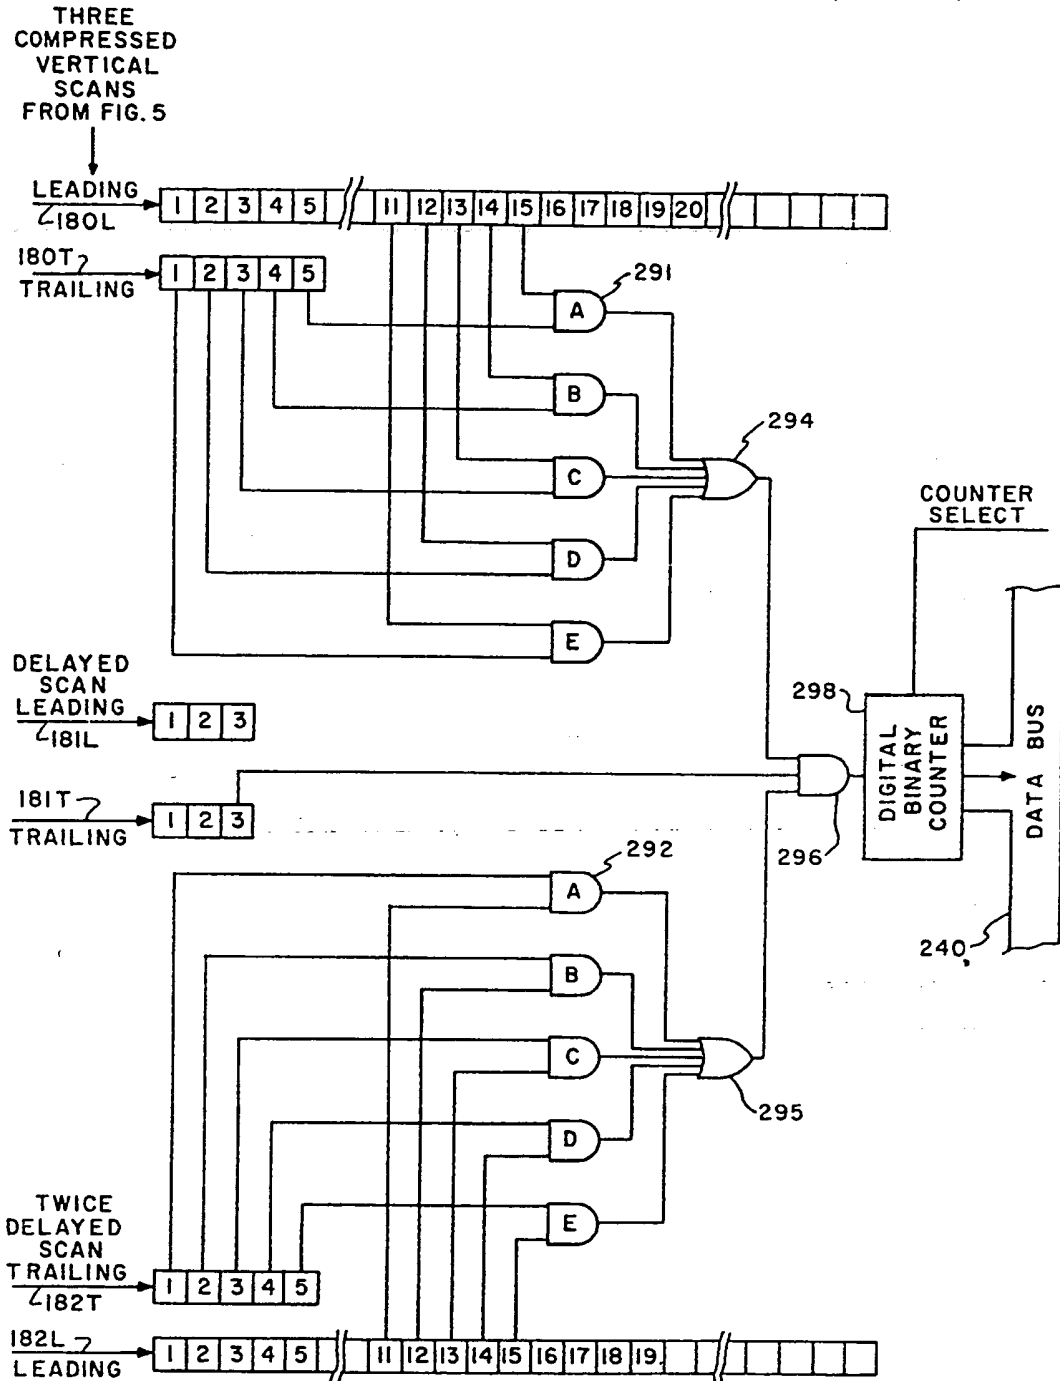 THREE
COMPRESSED
VERTICAL
SCANS
FROM FIG. 5
LEADING
180L
1 2 3 4 5 11 12 13 14 15 16 17 18 19 20
180T
TRAILING
1 2 3 4 5
291
A
B
C
D
E
294
COUNTER
SELECT
DELAYED
SCAN
LEADING
181L
1 2 3
181T
TRAILING
1 2 3
298
DIGITAL
BINARY
COUNTER
DATA BUS
296
240
292
A
B
C
D
E
295
TWICE
DELAYED
SCAN
TRAILING
182T
1 2 3 4 5
182L
LEADING
1 2 3 4 5 11 12 13 14 15 16 17 18 19